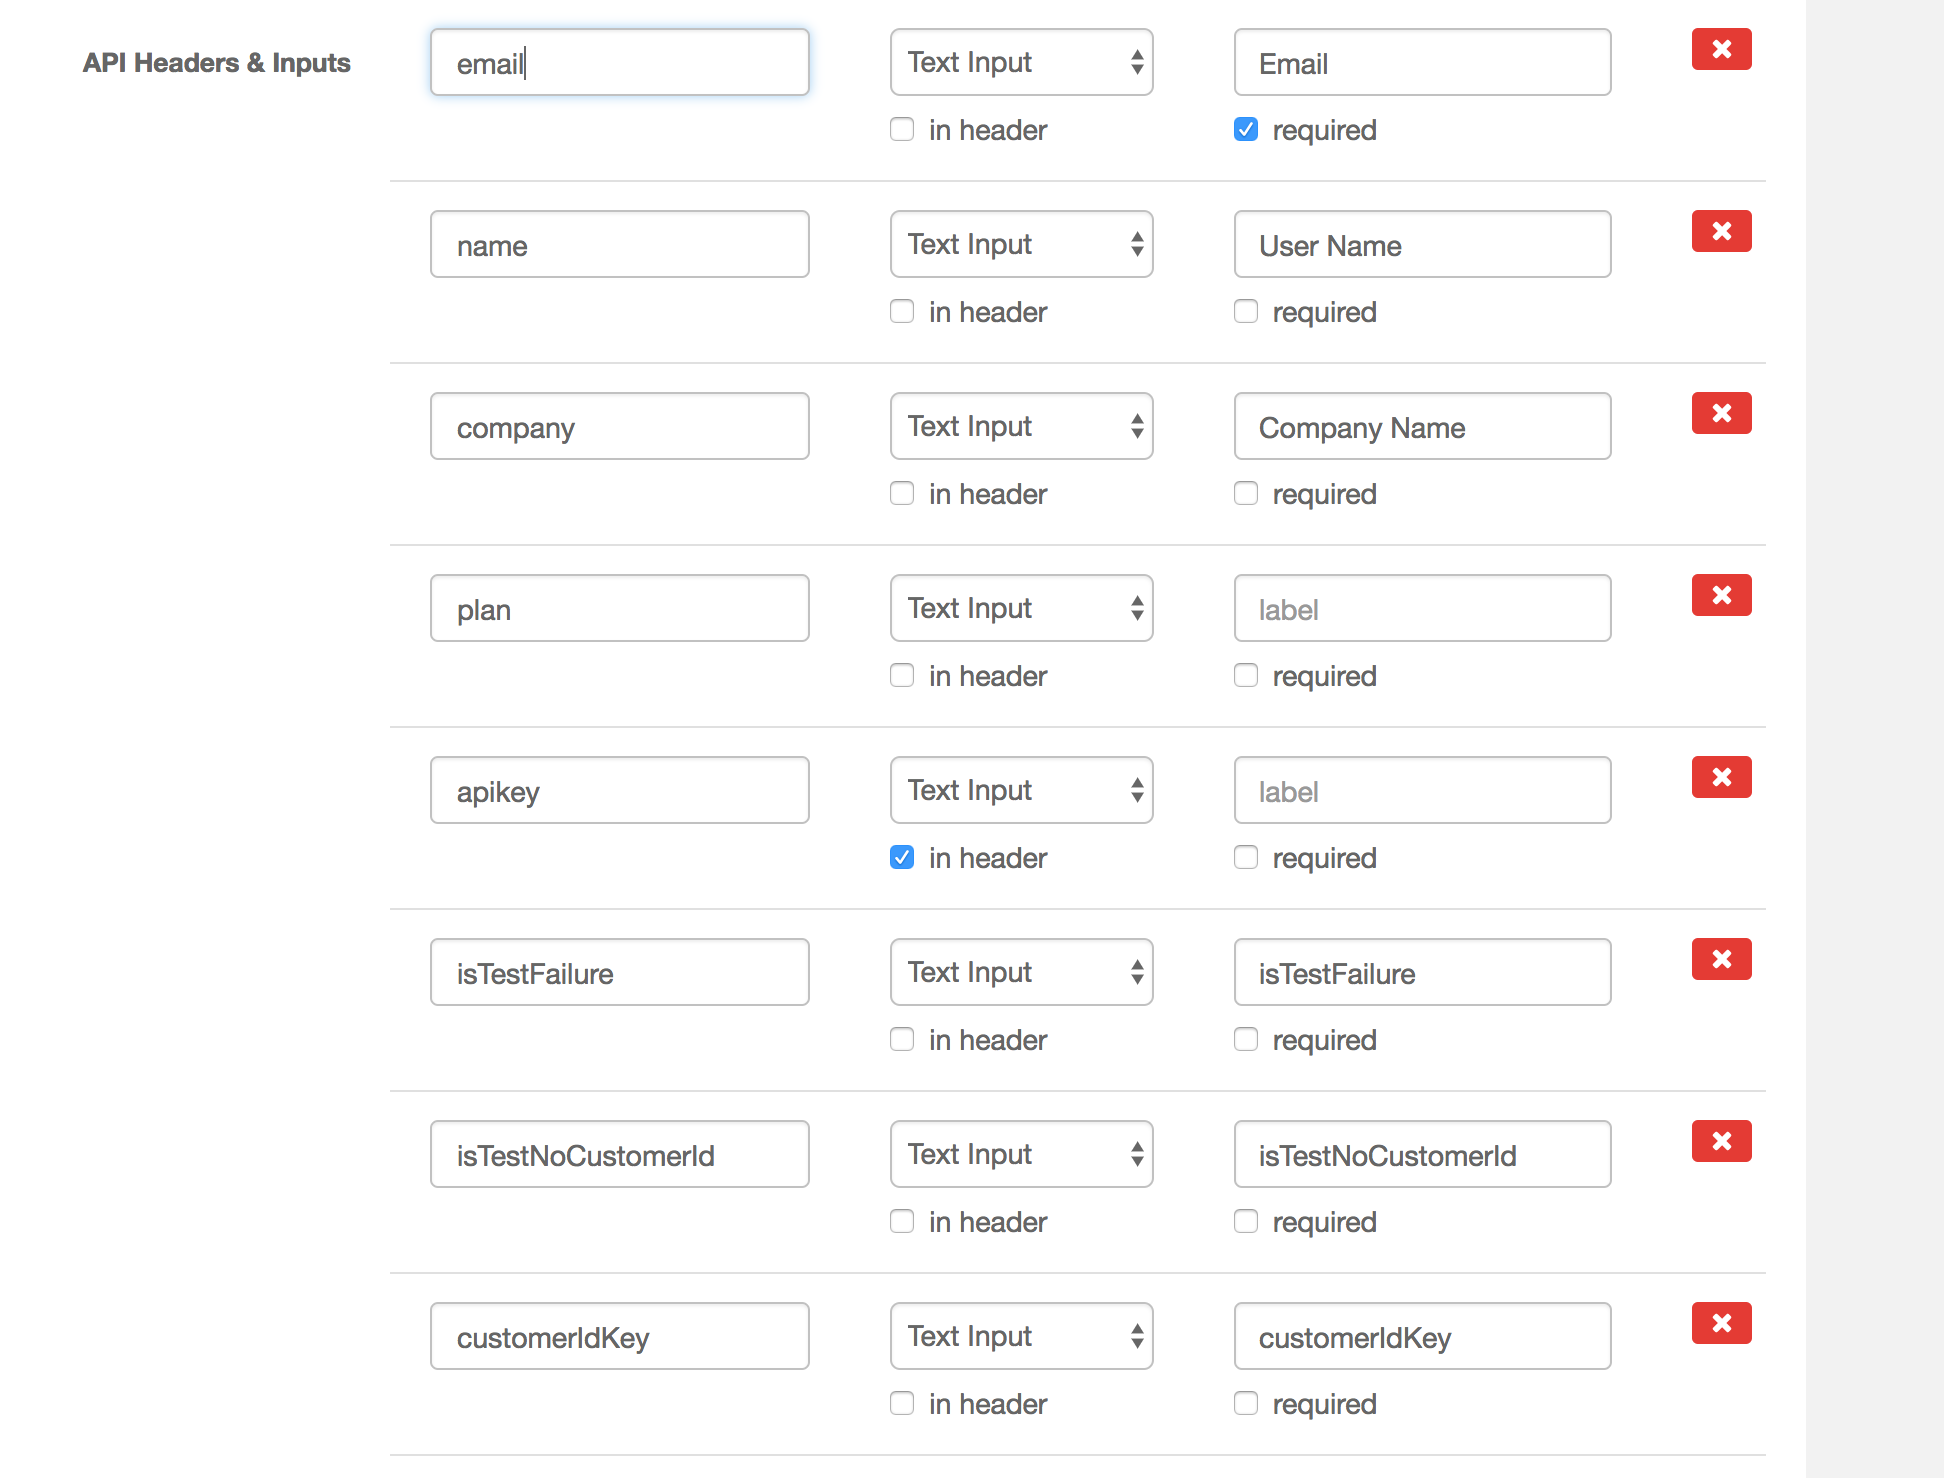 API Headers & Inputs
email Text Input Email
in header required
name Text Input User Name
in header required
company Text Input Company Name
in header required
plan Text Input label
in header required
apikey Text Input label
in header required
isTestFailure Text Input isTestFailure
in header required
isTestNoCustomerId Text Input isTestNoCustomerId
in header required
customerIdKey Text Input customerIdKey
in header required